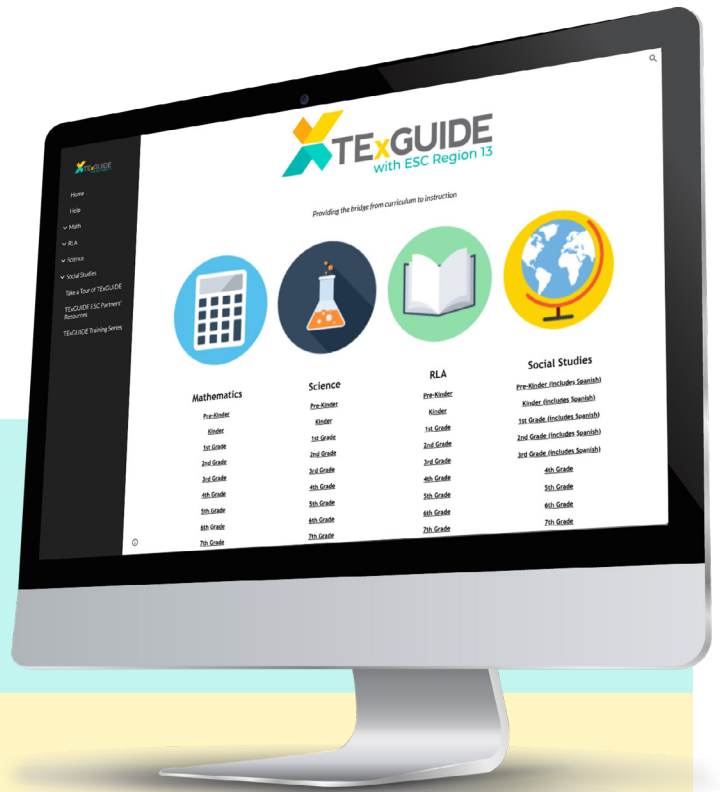 TExGUIDE
Home
Help
Math
RLA
Science
Social Studies
Take a Tour of TExGUIDE
TExGUIDE ESC Partners'
Resources
TExGUIDE Training Series
TExGUIDE
with ESC Region 13
Providing the bridge from curriculum to instruction
Mathematics
Pre-Kinder
Kinder
1st Grade
2nd Grade
3rd Grade
4th Grade
5th Grade
6th Grade
7th Grade
Science
Pre-Kinder
Kinder
1st Grade
2nd Grade
3rd Grade
4th Grade
5th Grade
6th Grade
7th Grade
RLA
Pre-Kinder
Kinder
1st Grade
2nd Grade
3rd Grade
4th Grade
5th Grade
6th Grade
7th Grade
Social Studies
Pre-Kinder (includes Spanish)
Kinder (includes Spanish)
1st Grade (includes Spanish)
2nd Grade (includes Spanish)
3rd Grade (includes Spanish)
4th Grade
5th Grade
6th Grade
7th Grade